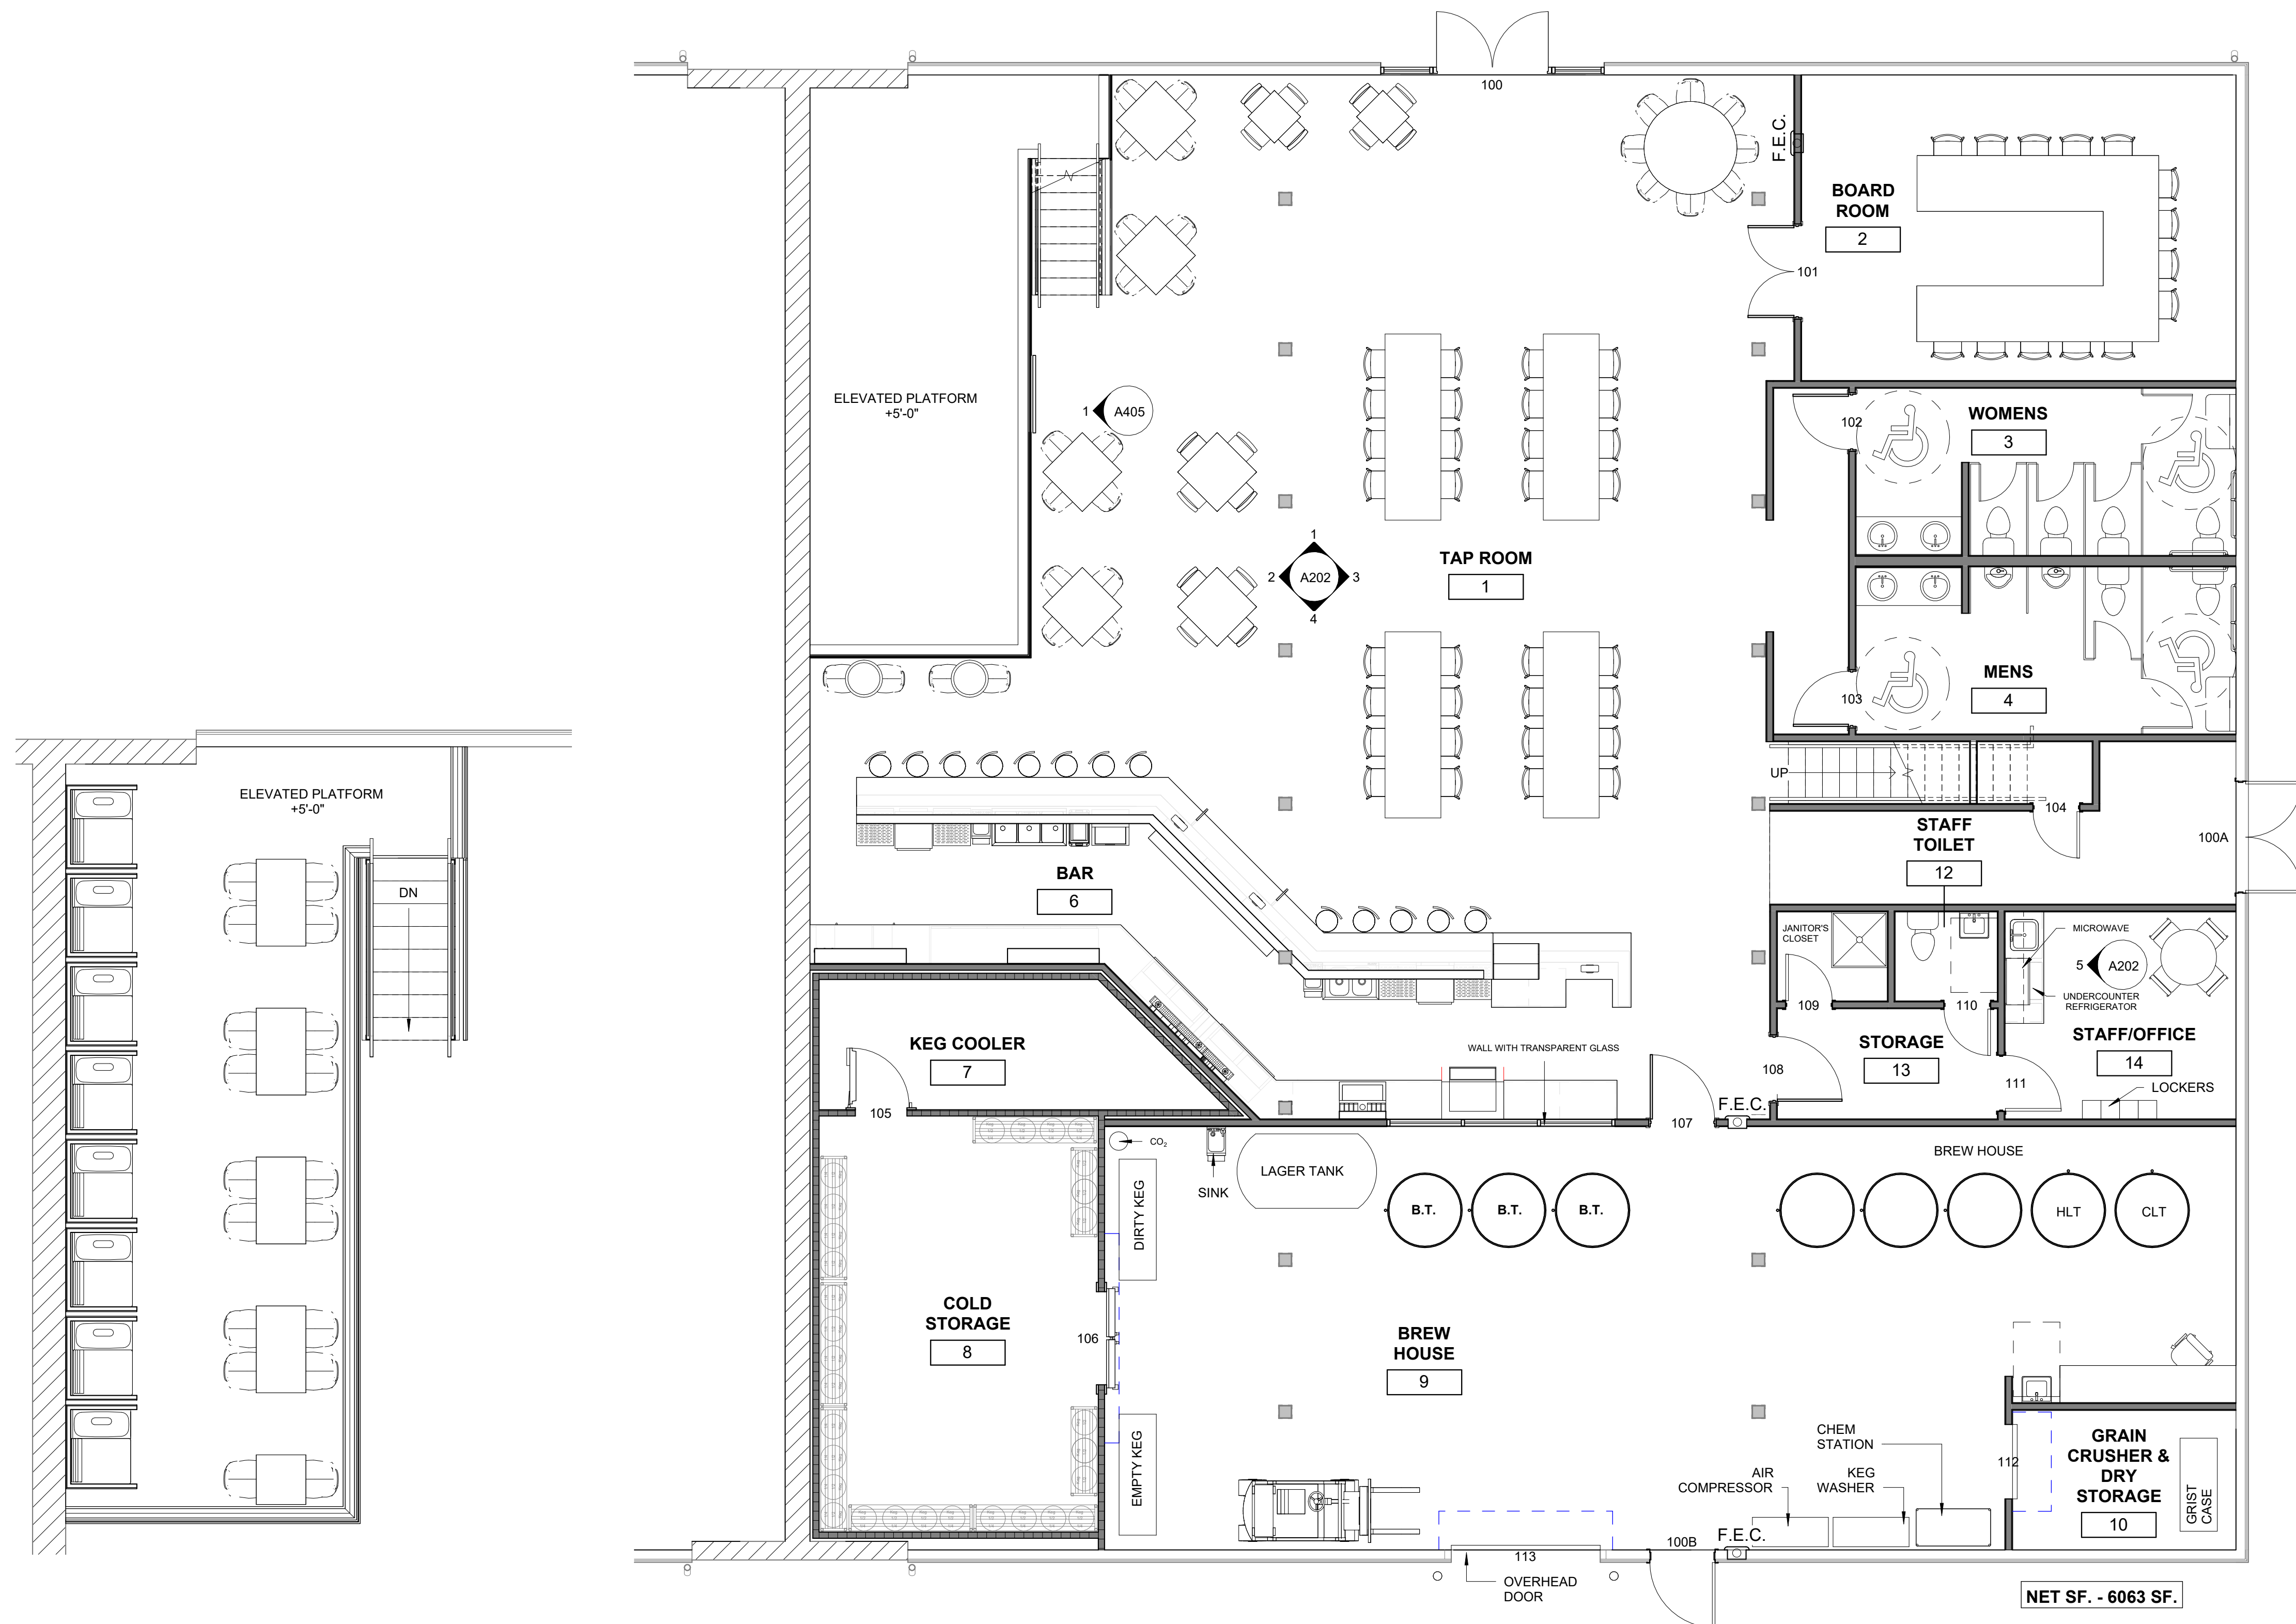 100
F.E.C.
BOARD
ROOM
2
101
ELEVATED PLATFORM
+5'-0"
1
A405
102
WOMENS
3
1
2
A202
3
4
TAP ROOM
1
103
MENS
4
ELEVATED PLATFORM
+5'-0"
DN
UP
104
STAFF
TOILET
12
100A
BAR
6
JANITOR'S
CLOSET
MICROWAVE
5
A202
UNDERCOUNTER
REFRIGERATOR
109
110
KEG COOLER
7
WALL WITH TRANSPARENT GLASS
STORAGE
13
STAFF/OFFICE
14
108
111
LOCKERS
105
F.E.C.
107
CO2
SINK
LAGER TANK
BREW HOUSE
DIRTY KEG
B.T.
B.T.
B.T.
HLT
CLT
COLD
STORAGE
8
106
BREW
HOUSE
9
EMPTY KEG
CHEM
STATION
AIR
COMPRESSOR
KEG
WASHER
112
GRAIN
CRUSHER &
DRY
STORAGE
10
GRIST
CASE
F.E.C.
100B
113
OVERHEAD
DOOR
NET SF. - 6063 SF.